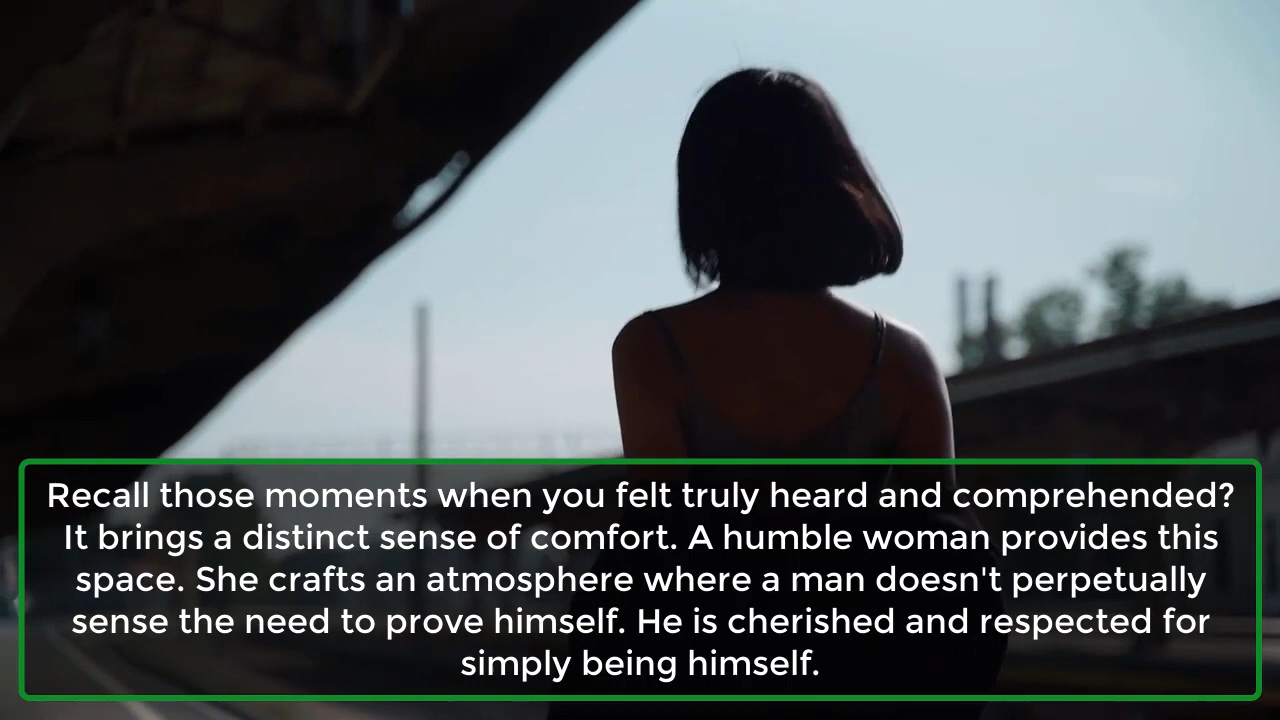 Recall those moments when you felt truly heard and comprehended?
It brings a distinct sense of comfort. A humble woman provides this
space. She crafts an atmosphere where a man doesn't perpetually
sense the need to prove himself. He is cherished and respected for
simply being himself.